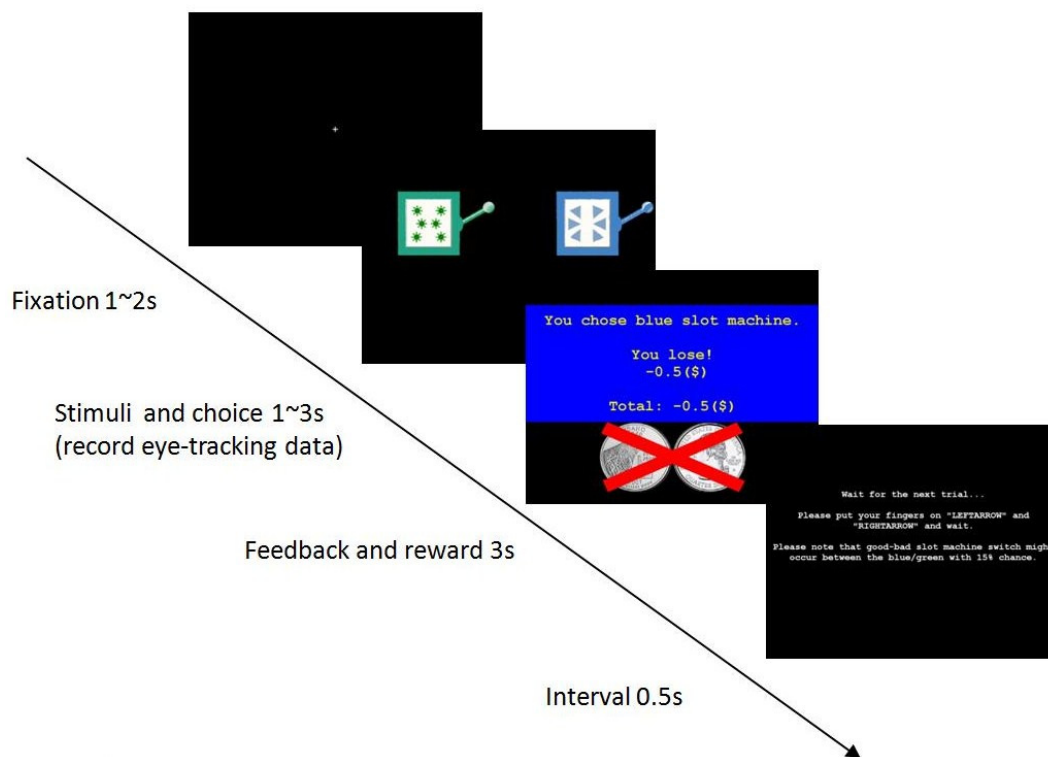 Fixation 1~2s
Stimuli and choice 1~3s
(record eye-tracking data)
You chose blue slot machine.
You lose!
-0.5($)
Total: -0.5($)
Feedback and reward 3s
Wait for the next trial...
Please put your fingers on "LEFTARROW" and
"RIGHTARROW" and wait.
Please note that good-bad slot machine switch migh
occur between the blue/green with 15% chance.
Interval 0.5s